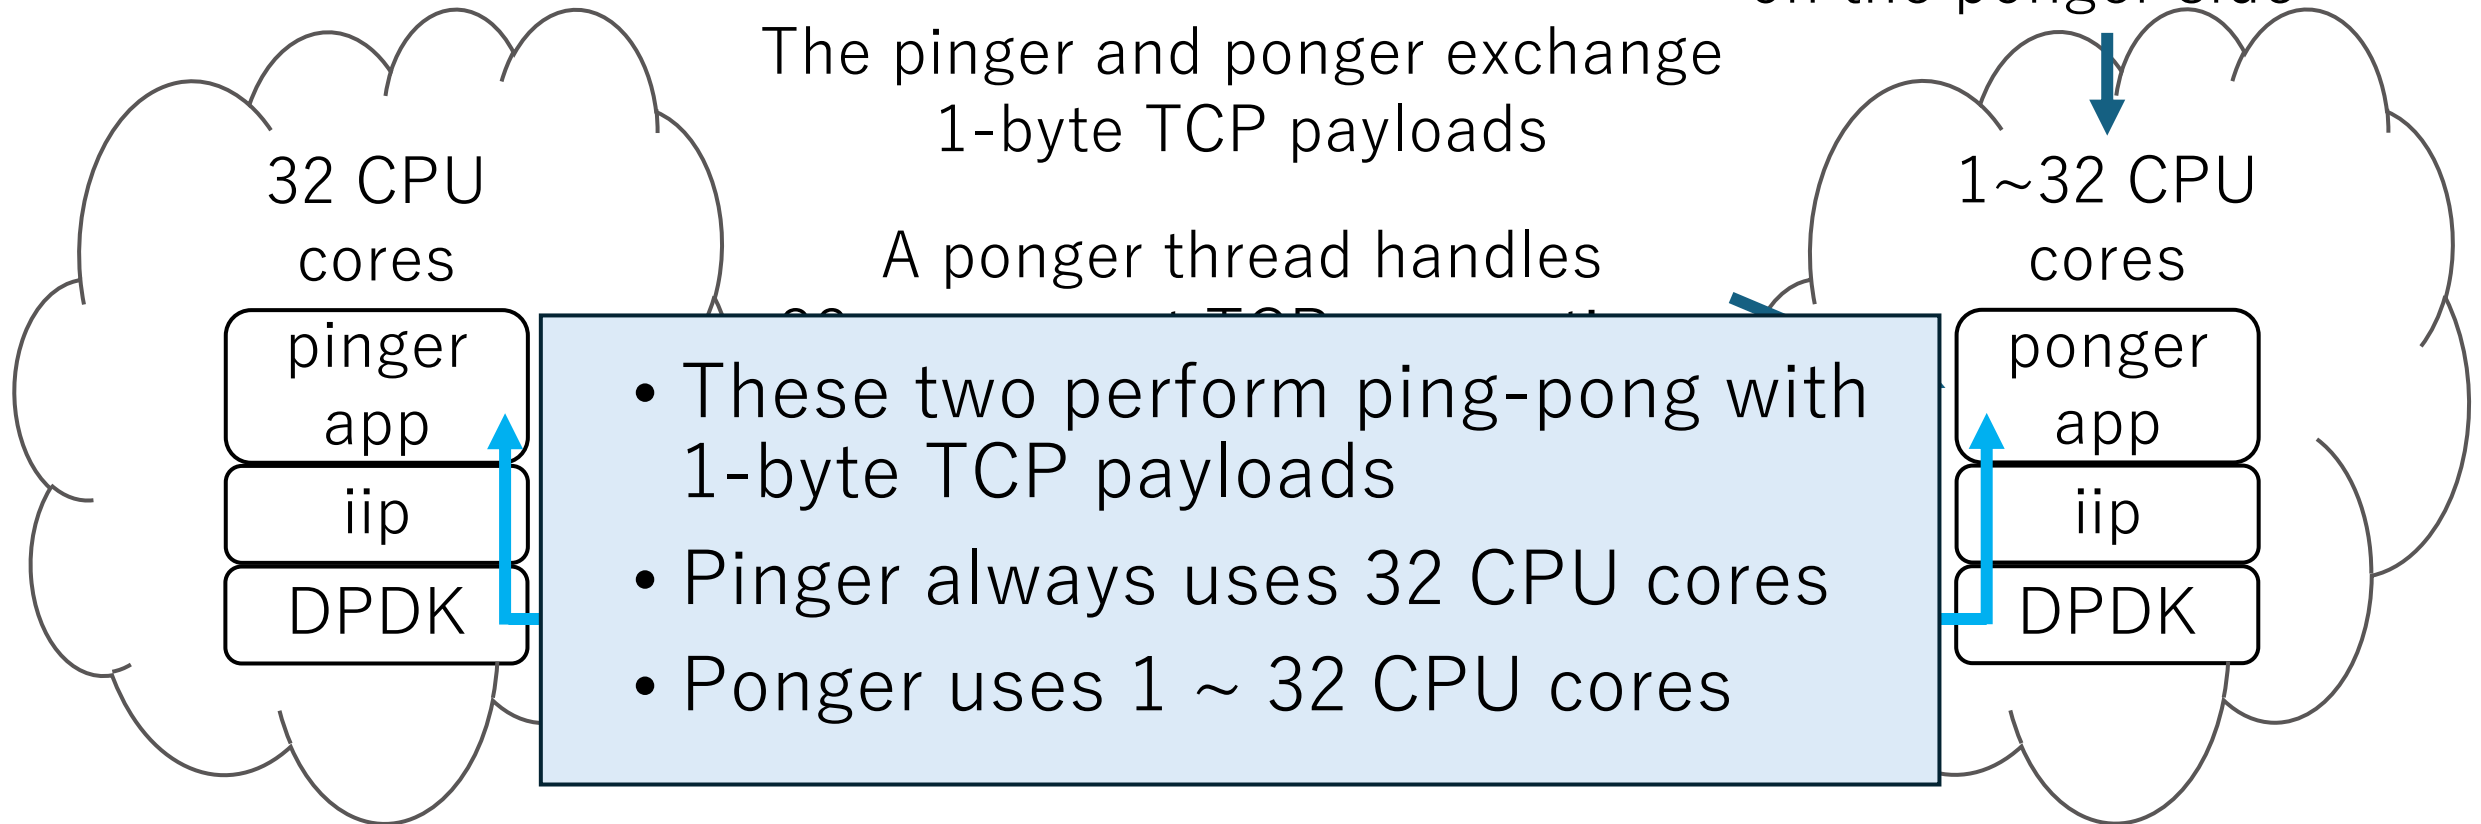 The pinger and ponger exchange
1-byte TCP payloads
A ponger thread handles
32 CPU
cores
pinger
app
iip
DPDK
• These two perform ping-pong with
1-byte TCP payloads
• Pinger always uses 32 CPU cores
• Ponger uses 1 ~ 32 CPU cores
1~32 CPU
cores
ponger
app
iip
DPDK